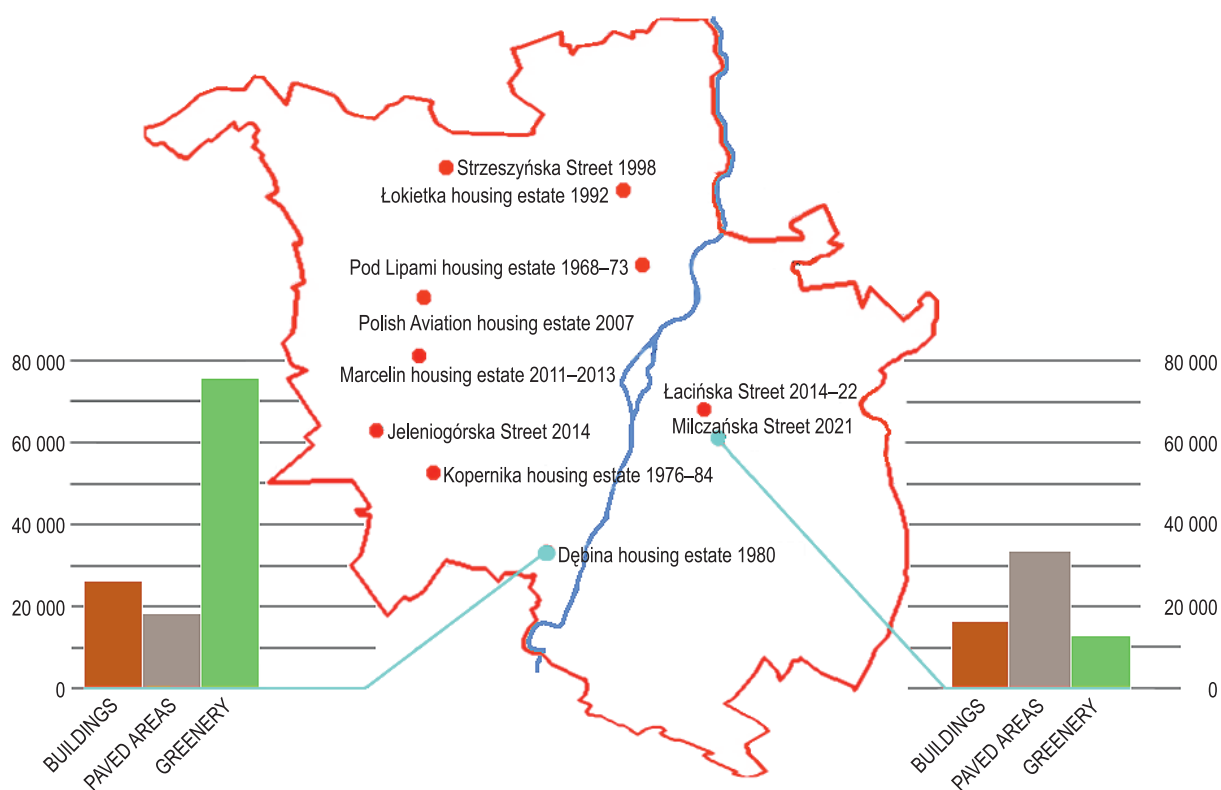 Strzeszyńska Street 1998
Łokietka housing estate 1992
Pod Lipami housing estate 1968–73
Polish Aviation housing estate 2007
Marcelin housing estate 2011–2013
Łacińska Street 2014–22
Milczańska Street 2021
Jeleniogórska Street 2014
Kopernika housing estate 1976–84
Dębina housing estate 1980
80 000
60 000
40 000
20 000
0
BUILDINGS
PAVED AREAS
GREENERY
80 000
60 000
40 000
20 000
0
BUILDINGS
PAVED AREAS
GREENERY